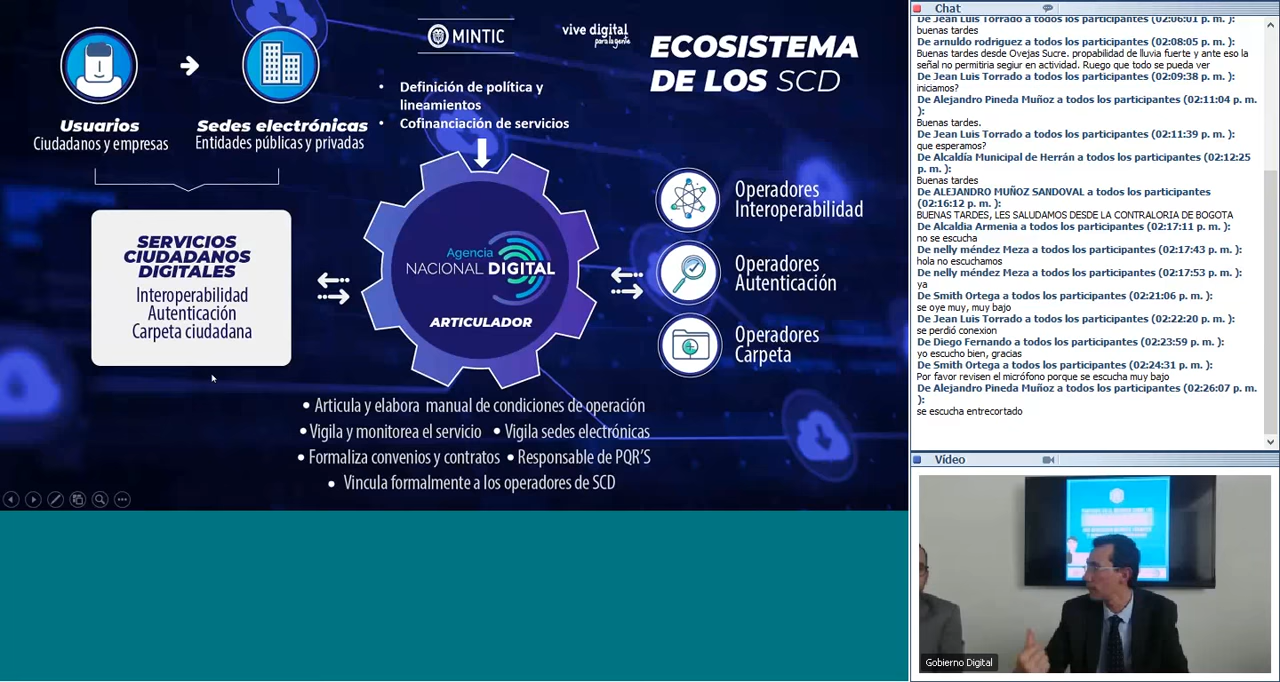 MINTIC
vive digital
para la gente
ECOSISTEMA
DE LOS SCD
Usuarios
Ciudadanos y empresas
Sedes electrónicas
Entidades públicas y privadas
• Definición de política y
lineamientos
• Cofinanciación de servicios
SERVICIOS
CIUDADANOS
DIGITALES
Interoperabilidad
Autenticación
Carpeta ciudadana
Agencia
NACIONAL DIGITAL
ARTICULADOR
Operadores
Interoperabilidad
Operadores
Autenticación
Operadores
Carpeta
• Articula y elabora manual de condiciones de operación
• Vigila y monitorea el servicio • Vigila sedes electrónicas
• Formaliza convenios y contratos • Responsable de PQR'S
• Vincula formalmente a los operadores de SCD
Chat
De Jean Luis Torrado a todos los participantes (02:06:01 p. m. ):
buenas tardes
De arnuldo rodriguez a todos los participantes (02:08:05 p. m. ):
Buenas tardes desde Ovejas Sucre. propabilidad de lluvia fuerte y ante eso la
señal no permitiria segiur en actividad. Ruego que todo se pueda ver
De Jean Luis Torrado a todos los participantes (02:09:38 p. m. ):
iniciamos?
De Alejandro Pineda Muñoz a todos los participantes (02:11:04 p. m.
):
Buenas tardes.
De Jean Luis Torrado a todos los participantes (02:11:39 p. m. ):
que esperamos?
De Alcaldía Municipal de Herrán a todos los participantes (02:12:25
p. m. ):
Buenas tardes
De ALEJANDRO MUÑOZ SANDOVAL a todos los participantes
(02:16:12 p. m. ):
BUENAS TARDES, LES SALUDAMOS DESDE LA CONTRALORIA DE BOGOTA
De Alcaldia Armenia a todos los participantes (02:17:11 p. m. ):
no se escucha
De nelly méndez Meza a todos los participantes (02:17:43 p. m. ):
hola no escuchamos
De nelly méndez Meza a todos los participantes (02:17:53 p. m. ):
ya
De Smith Ortega a todos los participantes (02:21:06 p. m. ):
se oye muy, muy bajo
De Jean Luis Torrado a todos los participantes (02:22:20 p. m. ):
se perdió conexion
De Diego Fernando a todos los participantes (02:23:59 p. m. ):
yo escucho bien, gracias
De Smith Ortega a todos los participantes (02:24:31 p. m. ):
Por favor revisen el micrófono porque se escucha muy bajo
De Alejandro Pineda Muñoz a todos los participantes (02:26:07 p. m.
):
se escucha entrecortado
Vídeo
Gobierno Digital